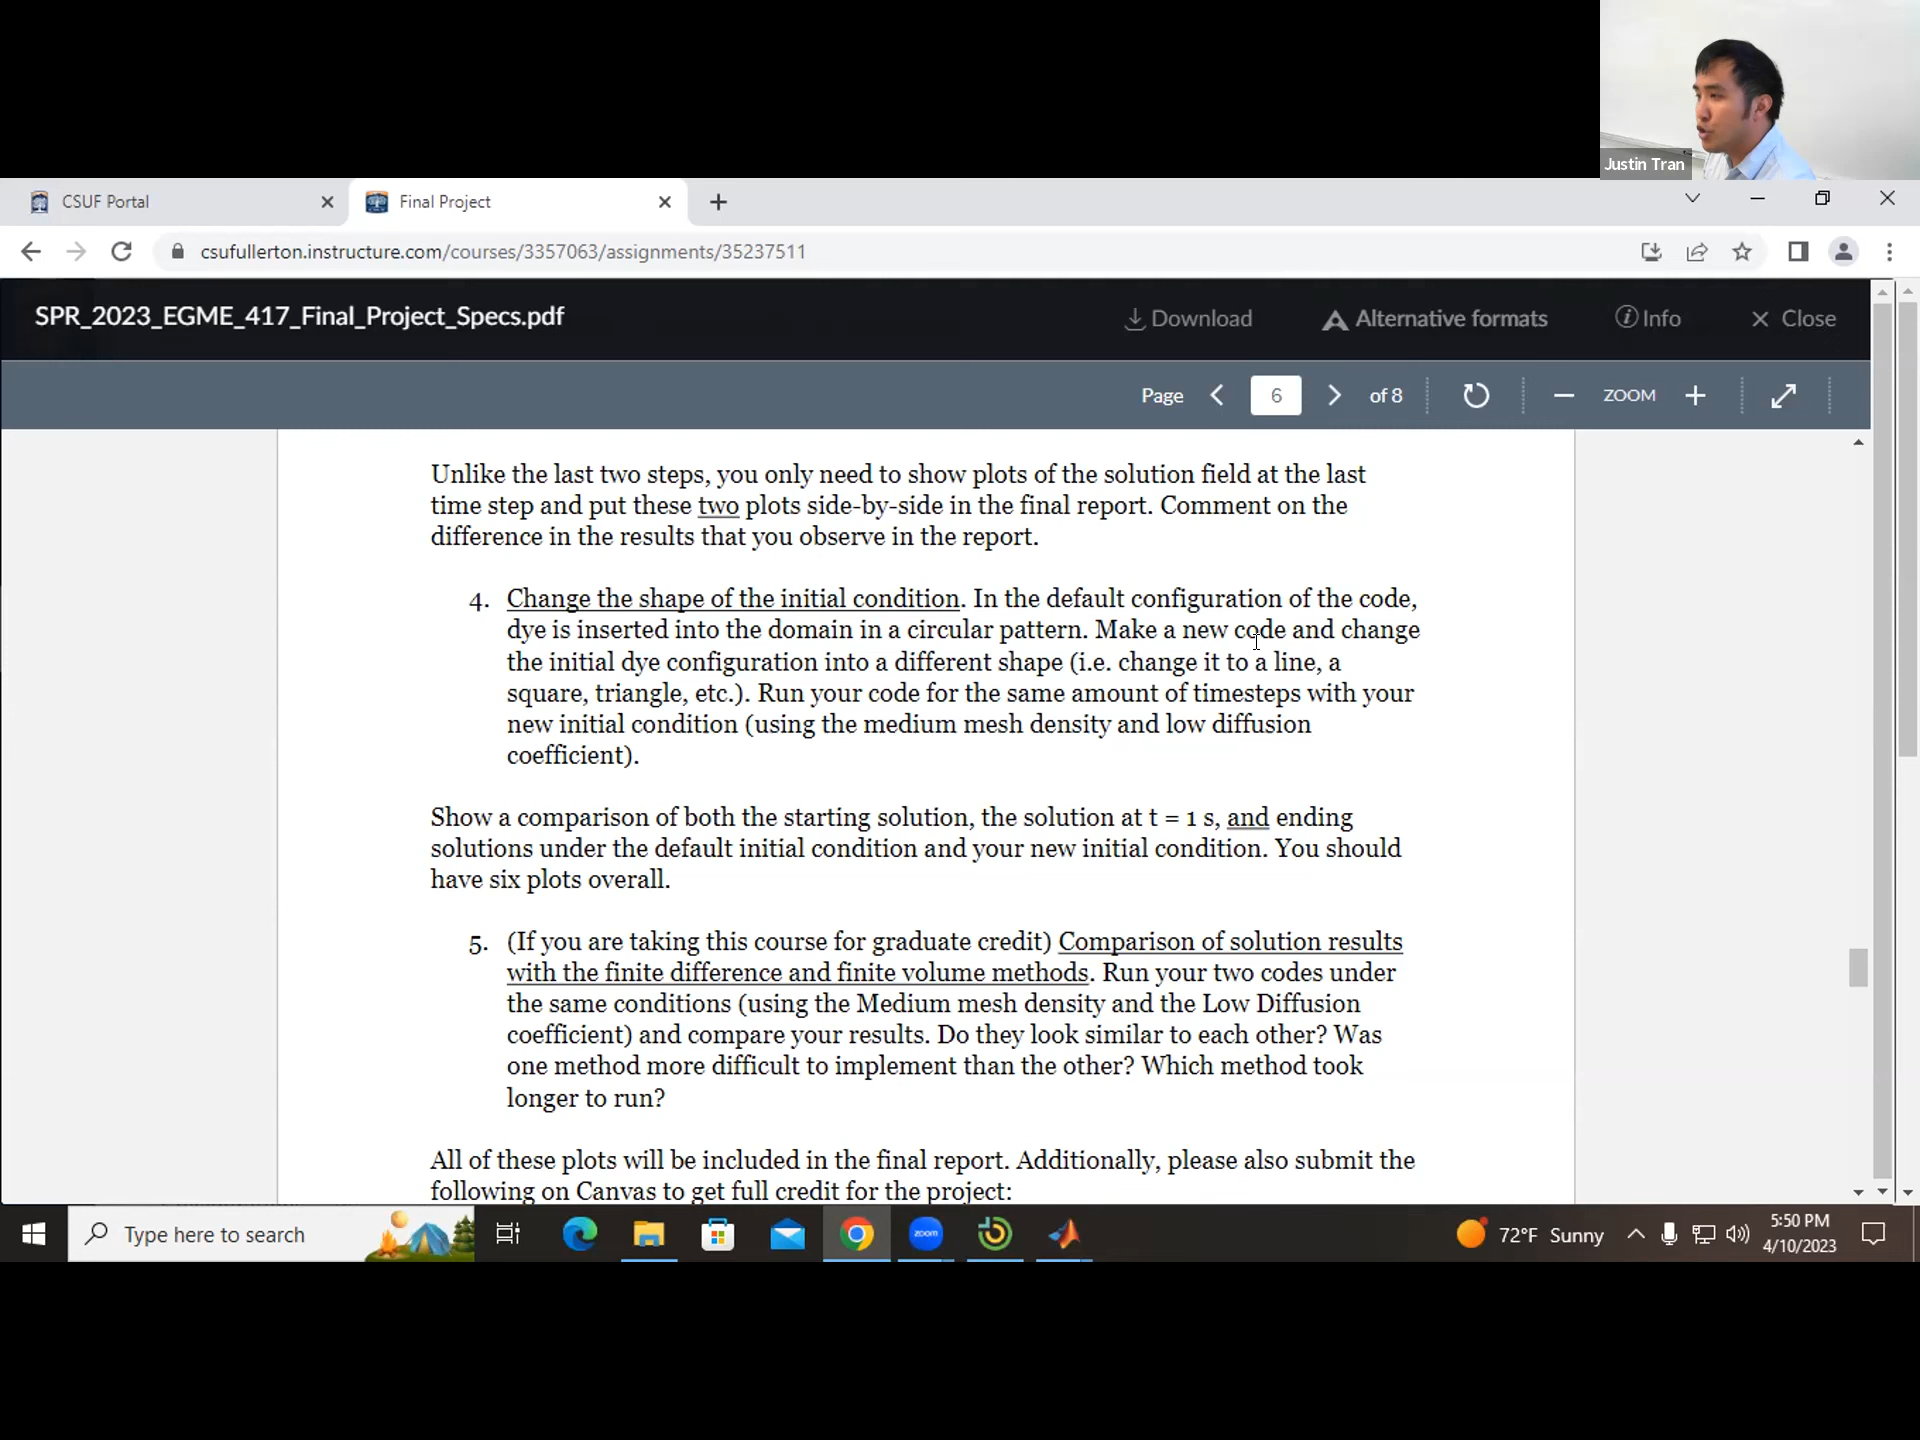 Justin Tran
CSUF Portal
Final Project
csufullerton.instructure.com/courses/3357063/assignments/35237511
SPR_2023_EGME_417_Final_Project_Specs.pdf
Download
Alternative formats
Info
Close
Page 6 of 8
ZOOM
Unlike the last two steps, you only need to show plots of the solution field at the last
time step and put these two plots side-by-side in the final report. Comment on the
difference in the results that you observe in the report.
4. Change the shape of the initial condition. In the default configuration of the code,
dye is inserted into the domain in a circular pattern. Make a new code and change
the initial dye configuration into a different shape (i.e. change it to a line, a
square, triangle, etc.). Run your code for the same amount of timesteps with your
new initial condition (using the medium mesh density and low diffusion
coefficient).
Show a comparison of both the starting solution, the solution at t = 1 s, and ending
solutions under the default initial condition and your new initial condition. You should
have six plots overall.
5. (If you are taking this course for graduate credit) Comparison of solution results
with the finite difference and finite volume methods. Run your two codes under
the same conditions (using the Medium mesh density and the Low Diffusion
coefficient) and compare your results. Do they look similar to each other? Was
one method more difficult to implement than the other? Which method took
longer to run?
All of these plots will be included in the final report. Additionally, please also submit the
following on Canvas to get full credit for the project:
Type here to search
zoom
72°F Sunny
5:50 PM
4/10/2023